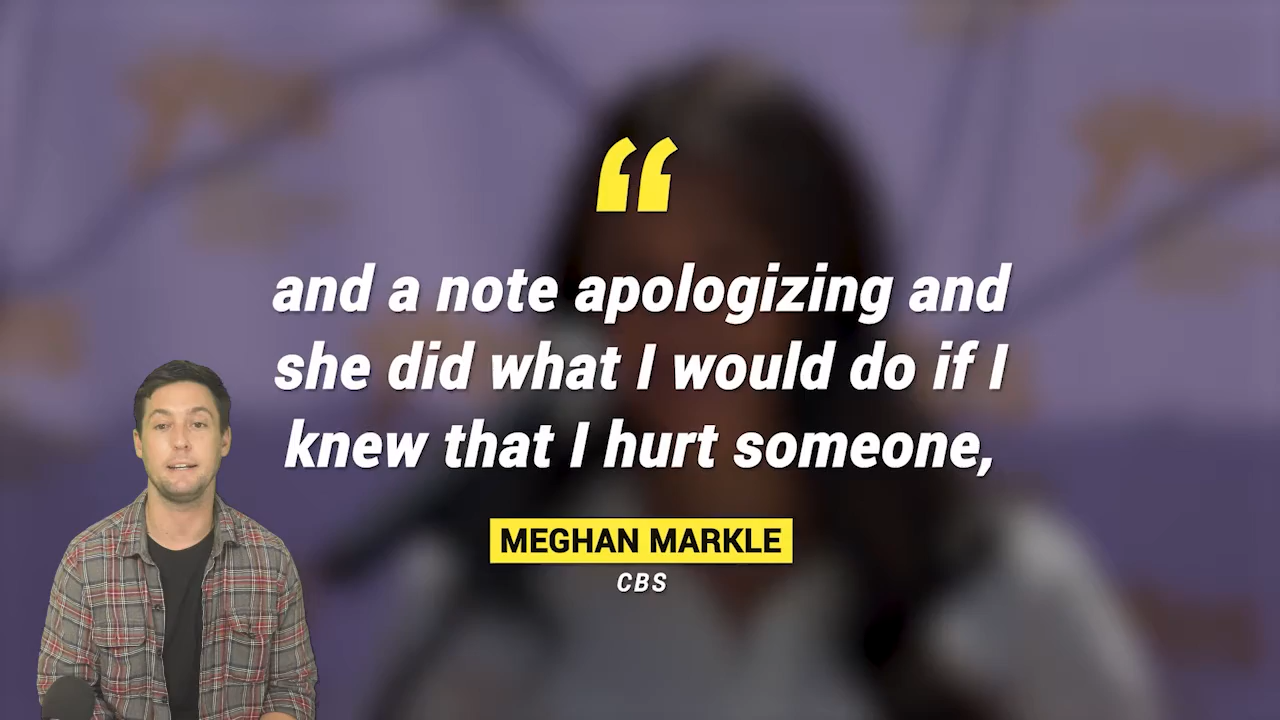 “
and a note apologizing and
she did what I would do if I
knew that I hurt someone,
MEGHAN MARKLE
CBS